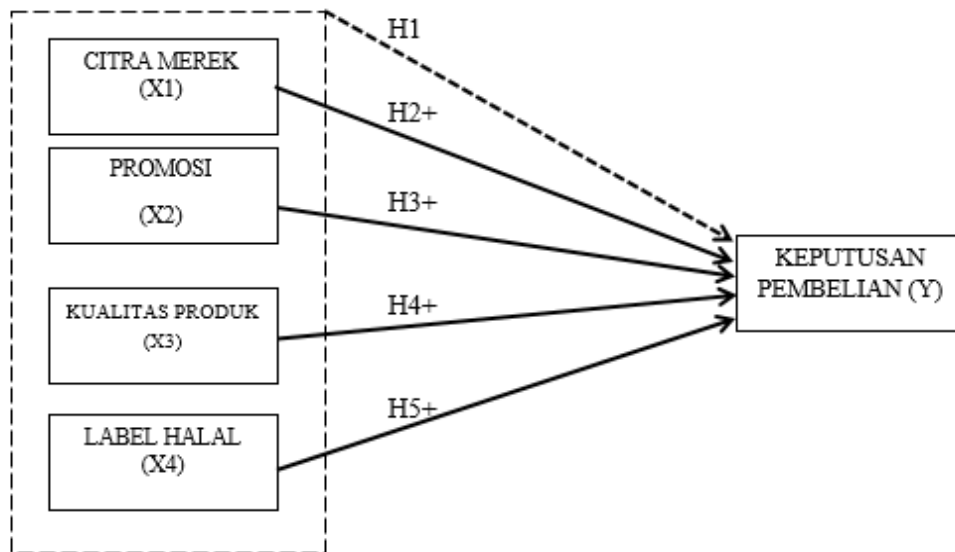 H1
CITRA MEREK
(X1)
H2+
PROMOSI
(X2)
H3+
KEPUTUSAN
PEMBELIAN (Y)
KUALITAS PRODUK
(X3)
H4+
LABEL HALAL
(X4)
H5+